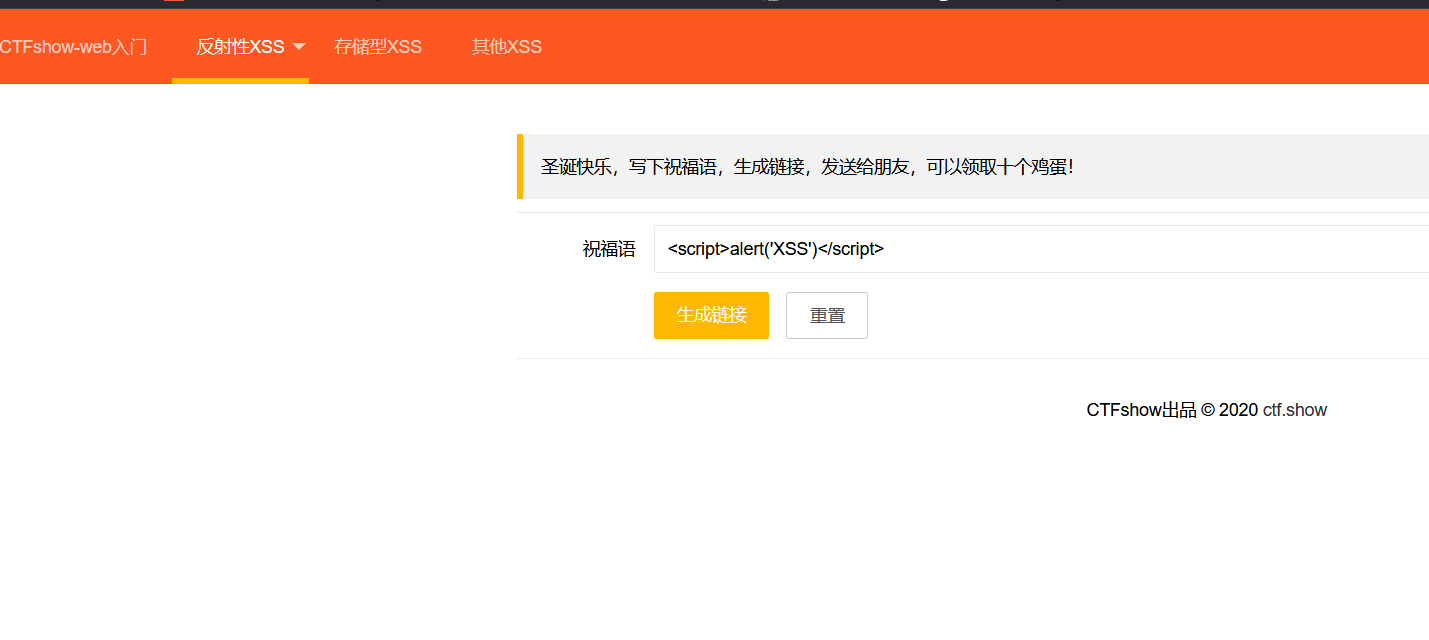 CTFshow-web入门 反射性XSS 存储型XSS 其他XSS
圣诞快乐，写下祝福语，生成链接，发送给朋友，可以领取十个鸡蛋！
祝福语 <script>alert('XSS')</script>
生成链接 重置
CTFshow出品 © 2020 ctf.show